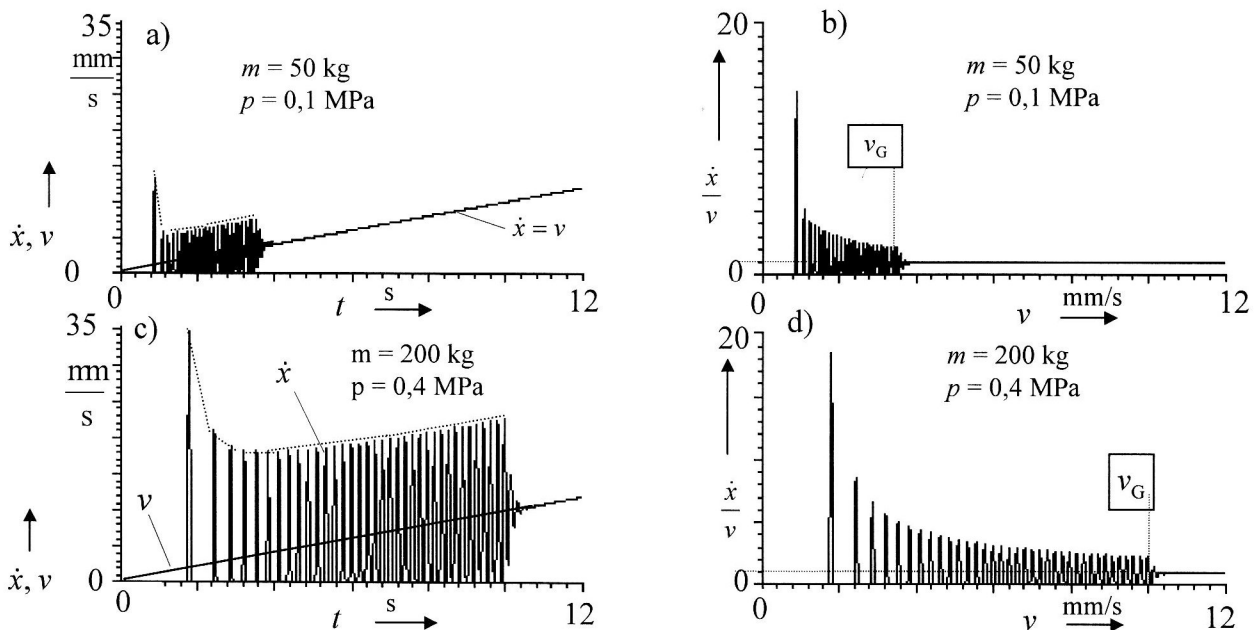 35
a)
mm
s
m = 50 kg
p = 0,1 MPa
ẋ, v
ẋ = v
0
0
s
12
t
20
b)
m = 50 kg
p = 0,1 MPa
vG
ẋ
v
0
0
mm/s
12
v
35
c)
mm
s
m = 200 kg
p = 0,4 MPa
ẋ
v
ẋ, v
0
0
s
12
t
20
d)
m = 200 kg
p = 0,4 MPa
vG
ẋ
v
0
0
mm/s
12
v